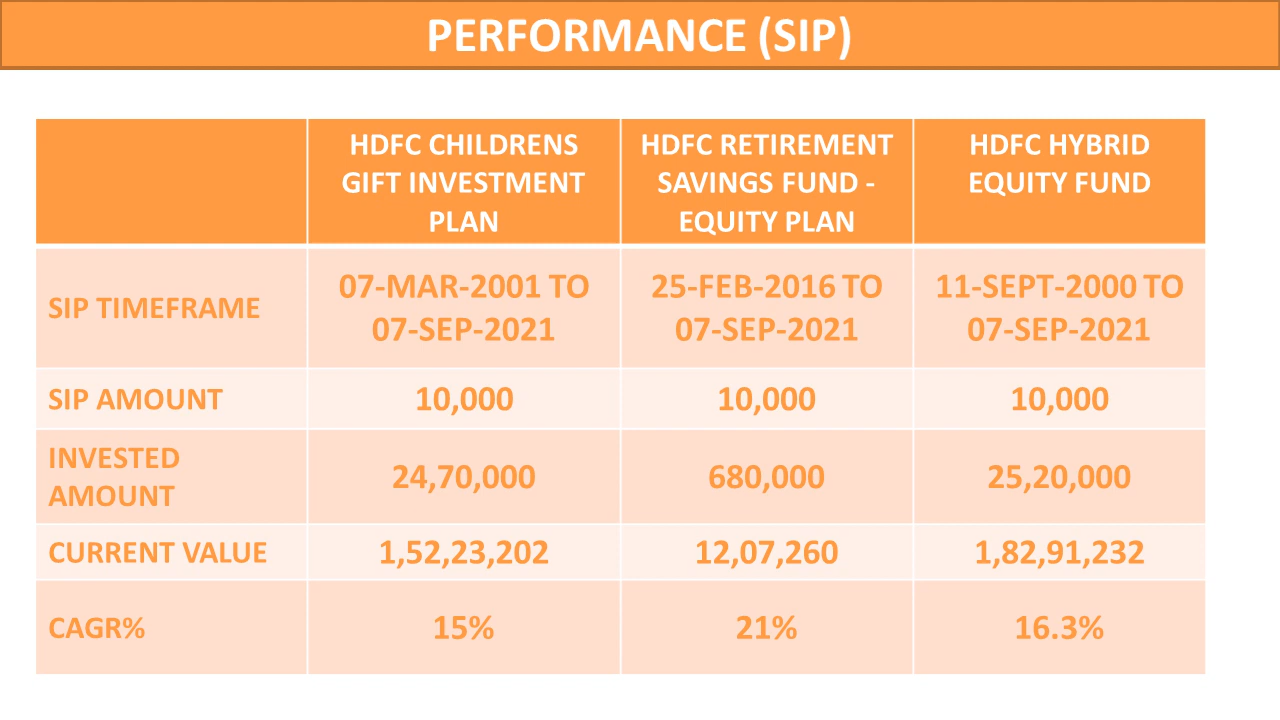 PERFORMANCE (SIP)
HDFC CHILDRENS
GIFT INVESTMENT
PLAN
HDFC RETIREMENT
SAVINGS FUND -
EQUITY PLAN
HDFC HYBRID
EQUITY FUND
SIP TIMEFRAME
07-MAR-2001 TO
07-SEP-2021
25-FEB-2016 TO
07-SEP-2021
11-SEPT-2000 TO
07-SEP-2021
SIP AMOUNT
10,000
10,000
10,000
INVESTED
AMOUNT
24,70,000
680,000
25,20,000
CURRENT VALUE
1,52,23,202
12,07,260
1,82,91,232
CAGR%
15%
21%
16.3%